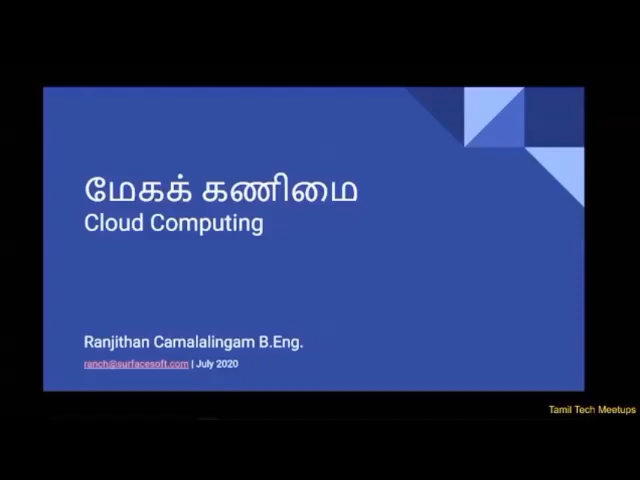 மேகக் கணிமை
Cloud Computing
Ranjithan Camalalingam B.Eng.
ranch@surfacesoft.com | July 2020
Tamil Tech Meetups